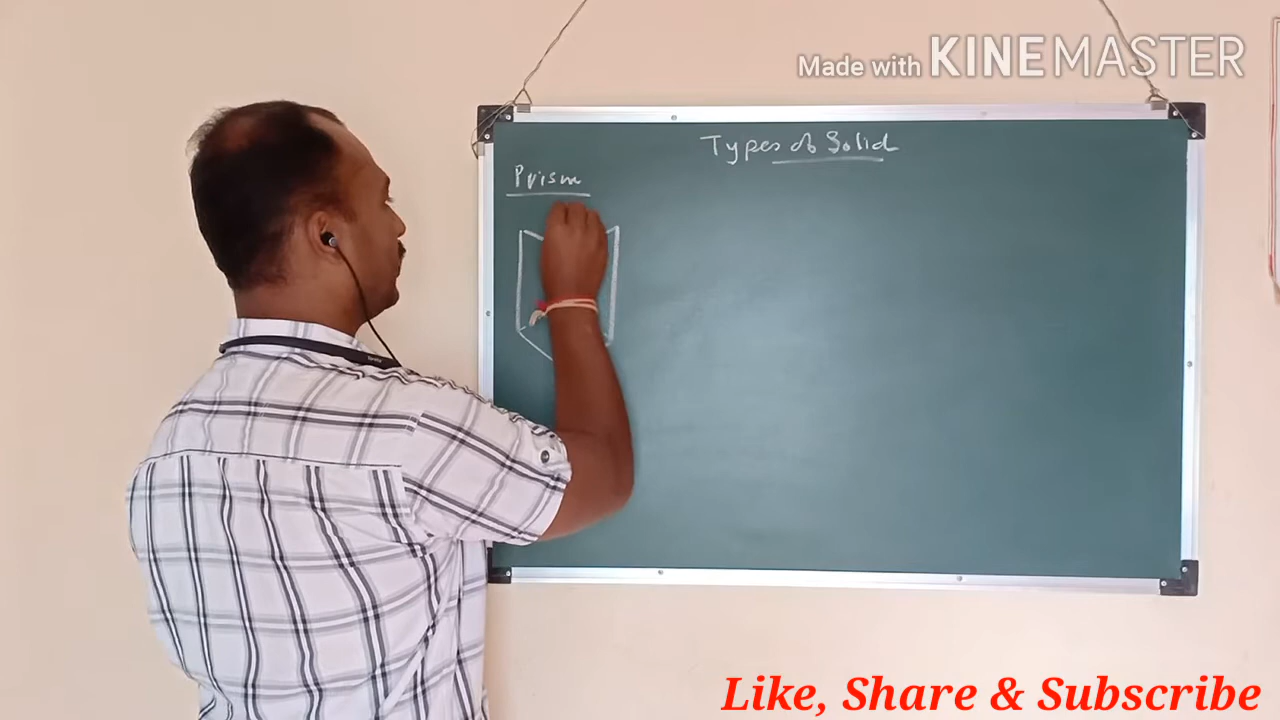 Made with KINEMASTER
Types of Solid
Prism
Like, Share & Subscribe